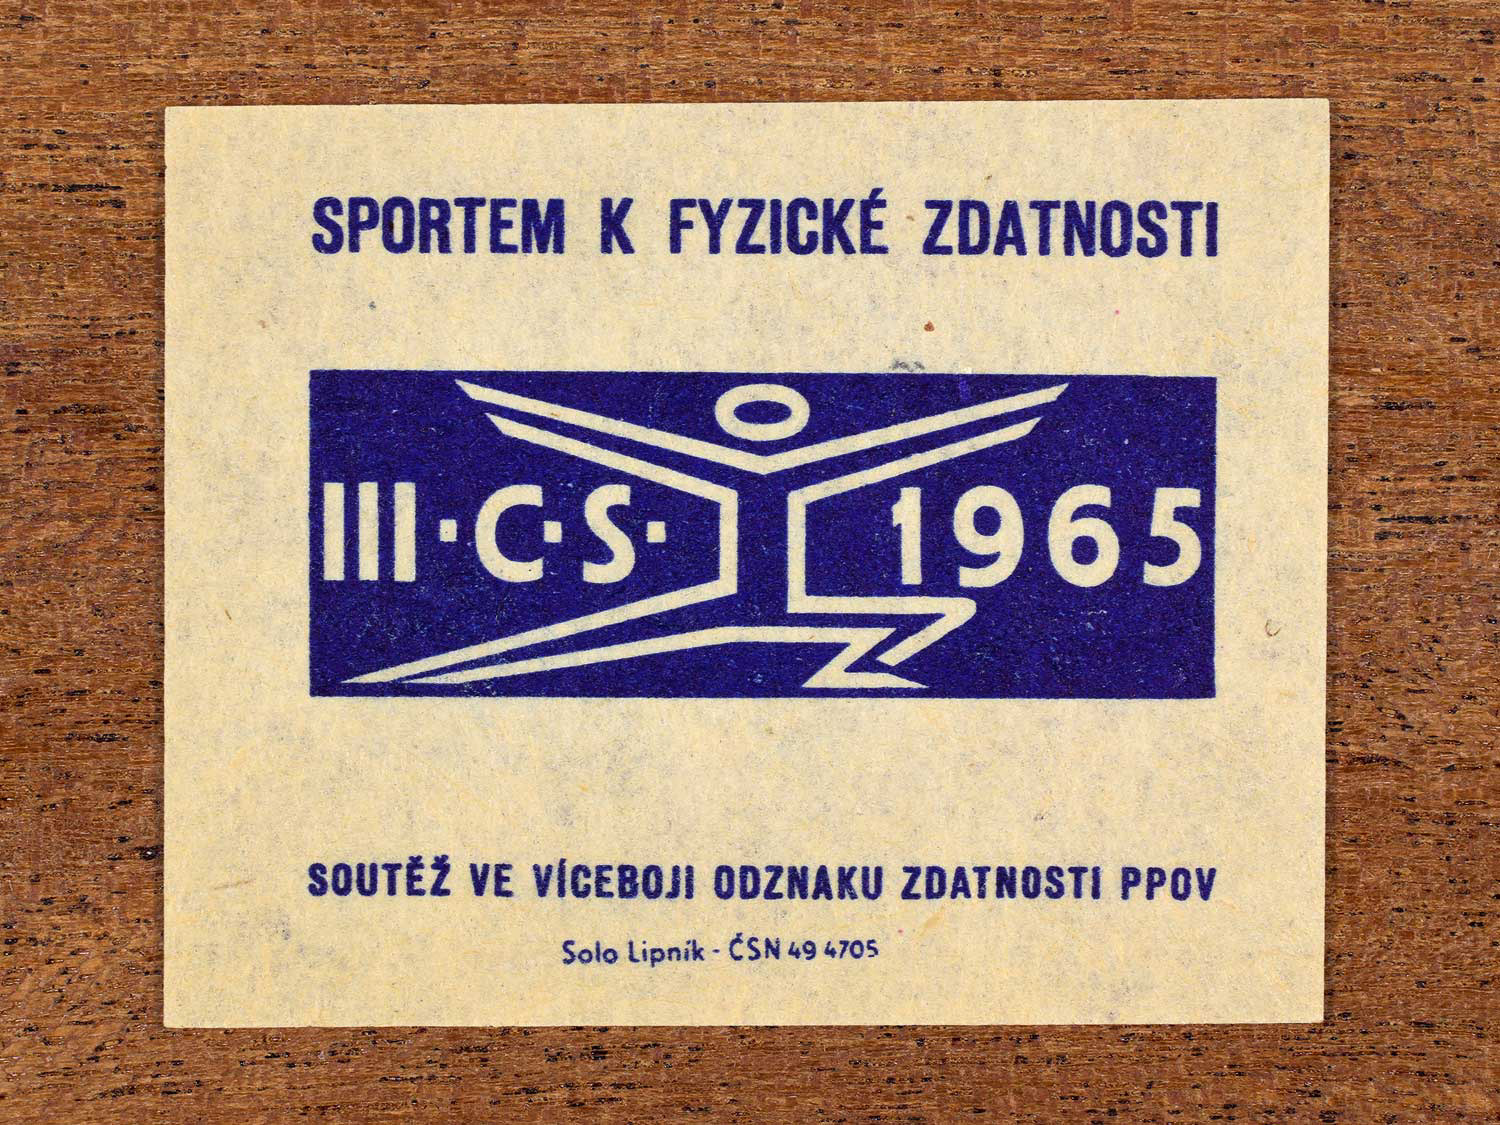 SPORTEM K FYZICKÉ ZDATNOSTI
III·C·S· 1965
SOUTĚŽ VE VÍCEBOJI ODZNAKU ZDATNOSTI PPOV
Solo Lipník - ČSN 49 4705